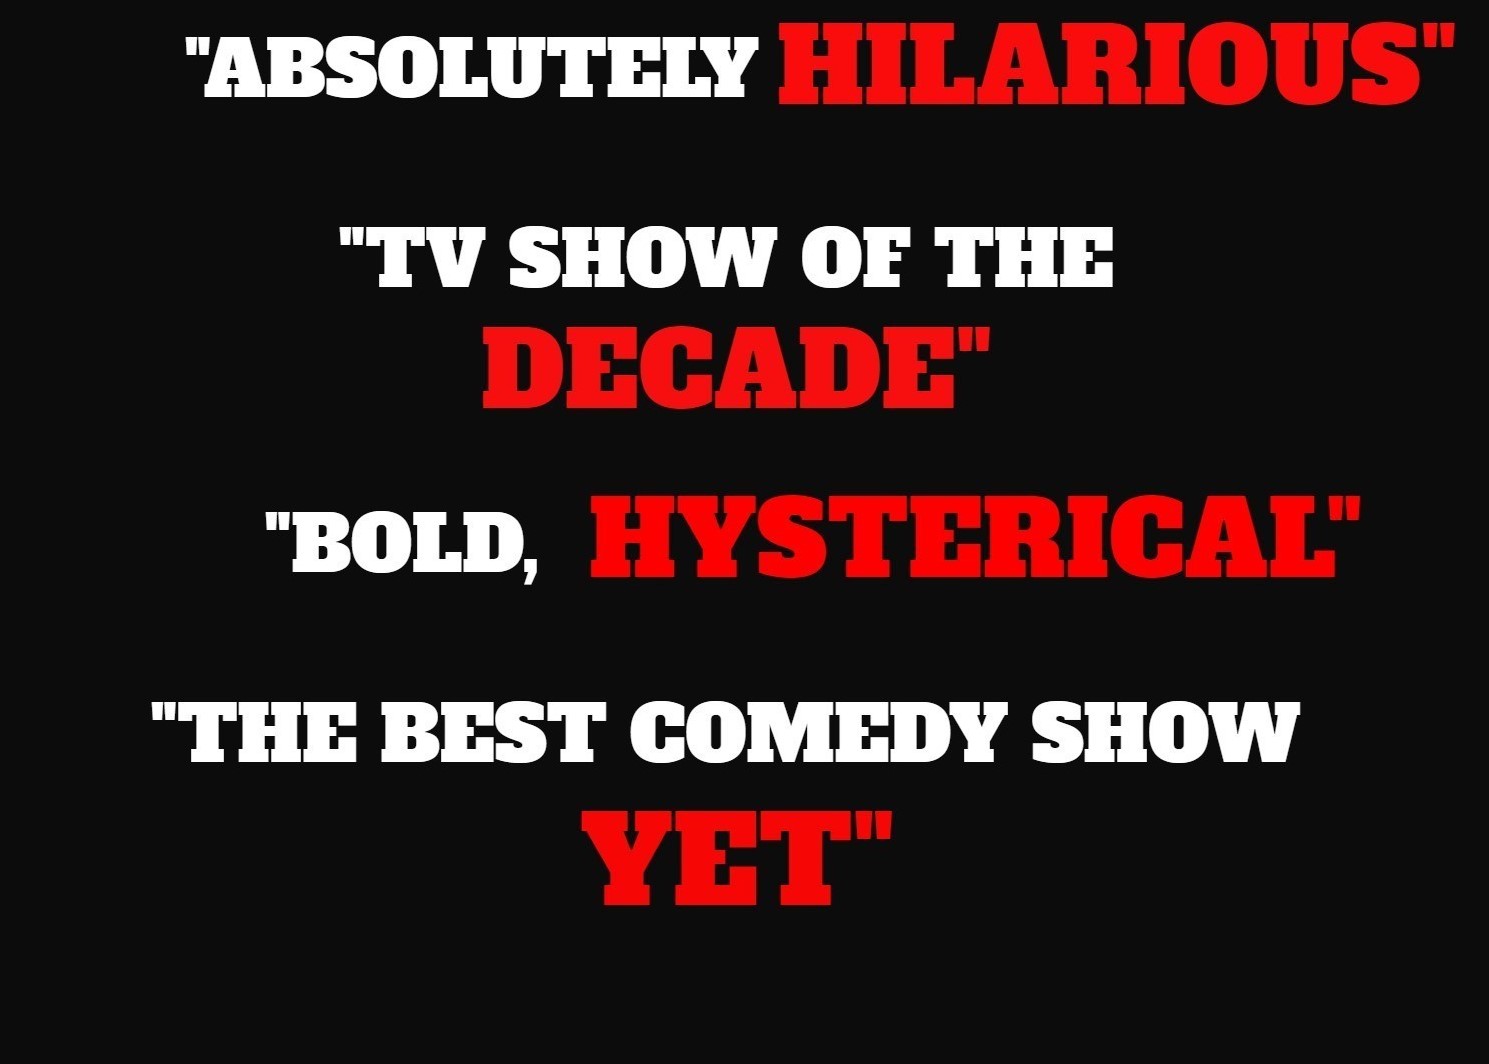 "ABSOLUTELY HILARIOUS"
"TV SHOW OF THE
DECADE"
"BOLD, HYSTERICAL"
"THE BEST COMEDY SHOW
YET"